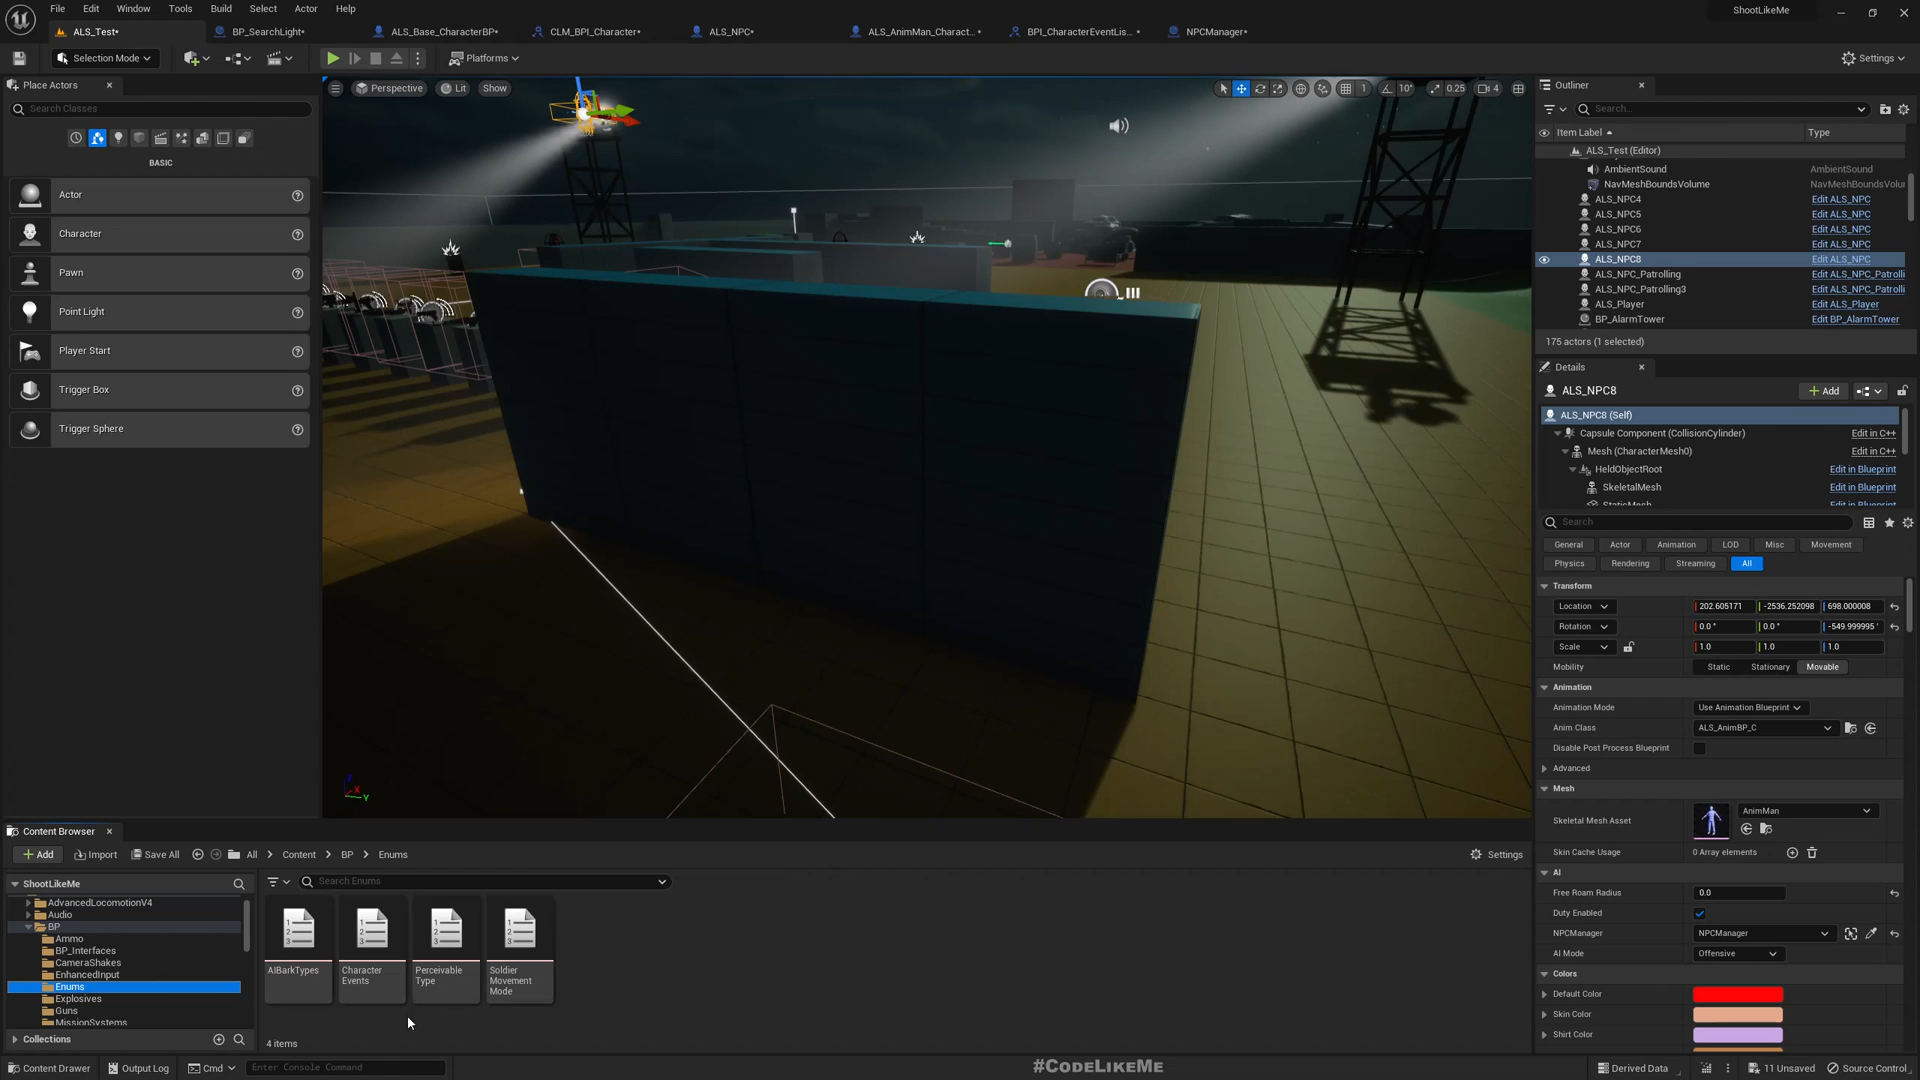 File Edit Window Tools Build Select Actor Help
ShootLikeMe
ALS_Test*
BP_SearchLight*
ALS_Base_CharacterBP*
CLM_BPI_Character*
ALS_NPC*
ALS_AnimMan_Charact...*
BPI_CharacterEventLis...*
NPCManager*
Selection Mode
Platforms
Settings
Place Actors
Search Classes
BASIC
Actor
Character
Pawn
Point Light
Player Start
Trigger Box
Trigger Sphere
Perspective
Lit
Show
1
10°
0.25
4
X
Y
Outliner
Search...
Item Label
Type
ALS_Test (Editor)
AmbientSound AmbientSound
NavMeshBoundsVolume NavMeshBoundsVolu
ALS_NPC4 Edit ALS_NPC
ALS_NPC5 Edit ALS_NPC
ALS_NPC6 Edit ALS_NPC
ALS_NPC7 Edit ALS_NPC
ALS_NPC8 Edit ALS_NPC
ALS_NPC_Patrolling Edit ALS_NPC_Patrolli
ALS_NPC_Patrolling3 Edit ALS_NPC_Patrolli
ALS_Player Edit ALS_Player
BP_AlarmTower Edit BP_AlarmTower
175 actors (1 selected)
Details
ALS_NPC8
Add
ALS_NPC8 (Self)
Capsule Component (CollisionCylinder) Edit in C++
Mesh (CharacterMesh0) Edit in C++
HeldObjectRoot Edit in Blueprint
SkeletalMesh Edit in Blueprint
StaticMesh Edit in Blueprint
Search
General Actor Animation LOD Misc Movement
Physics Rendering Streaming All
Transform
Location 202.605171 -2536.252098 698.000008
Rotation 0.0 ° 0.0 ° -549.999995 °
Scale 1.0 1.0 1.0
Mobility Static Stationary Movable
Animation
Animation Mode Use Animation Blueprint
Anim Class ALS_AnimBP_C
Disable Post Process Blueprint
Advanced
Mesh
Skeletal Mesh Asset AnimMan
Skin Cache Usage 0 Array elements
AI
Free Roam Radius 0.0
Duty Enabled
NPCManager NPCManager
AI Mode Offensive
Colors
Default Color
Skin Color
Shirt Color
Content Browser
Add Import Save All All Content BP Enums Settings
ShootLikeMe
AdvancedLocomotionV4
Audio
BP
Ammo
BP_Interfaces
CameraShakes
EnhancedInput
Enums
Explosives
Guns
MissionSystems
Collections
Search Enums
AIBarkTypes
Character
Events
Perceivable
Type
Soldier
Movement
Mode
4 items
Content Drawer
Output Log
Cmd
Enter Console Command
#CodeLikeMe
Derived Data
11 Unsaved
Source Control